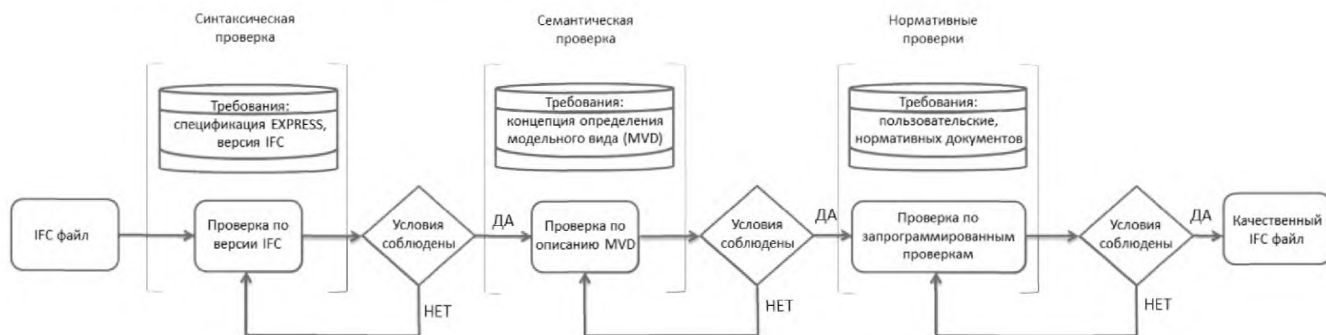 Синтаксическая
проверка
Семантическая
проверка
Нормативные
проверки
Требования:
спецификация EXPRESS,
версия IFC
Требования:
концепция определения
модельного вида (MVD)
Требования:
пользовательские,
нормативных документов
IFC файл
Проверка по
версии IFC
Условия
соблюдены
ДА
Проверка по
описанию MVD
Условия
соблюдены
ДА
Проверка по
запрограммированным
проверкам
Условия
соблюдены
ДА
Качественный
IFC файл
НЕТ
НЕТ
НЕТ